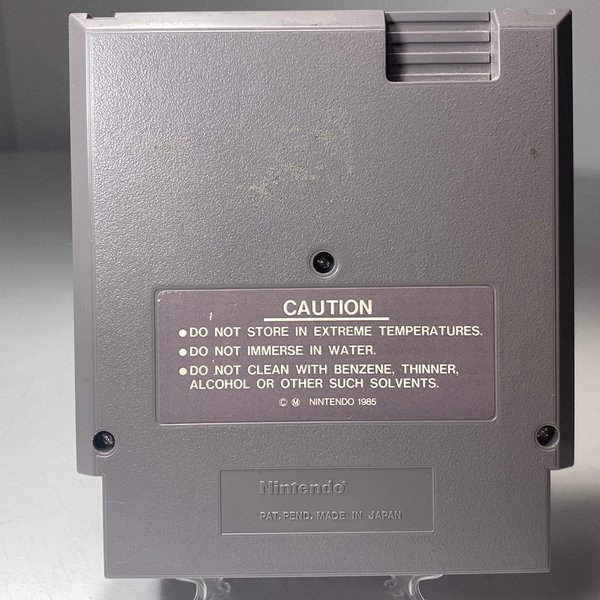 CAUTION
●DO NOT STORE IN EXTREME TEMPERATURES.
●DO NOT IMMERSE IN WATER.
●DO NOT CLEAN WITH BENZENE, THINNER,
ALCOHOL OR OTHER SUCH SOLVENTS.
© Ⓜ NINTENDO 1985
Nintendo®
PAT. PEND. MADE IN JAPAN